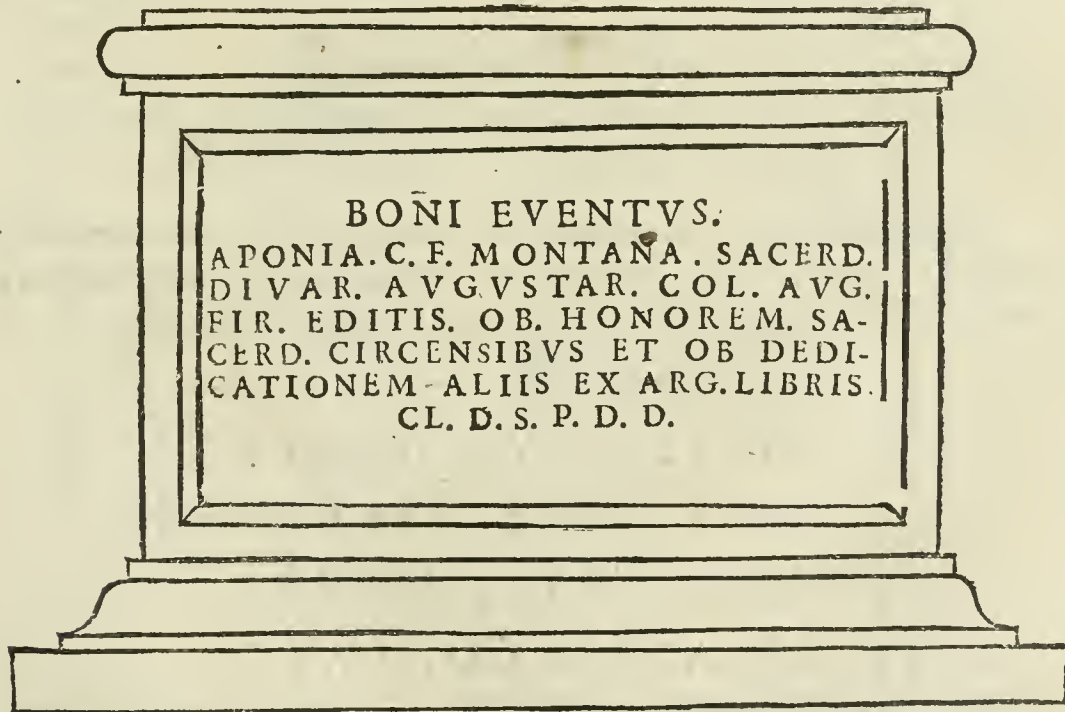 BOÑI EVENTVS.
APONIA. C. F. MONTANA. SACERD.
DIVAR. AVGVSTAR. COL. AVG.
FIR. EDITIS. OB. HONOREM. SA-
CERD. CIRCENSIBVS ET OB DEDI-
CATIONEM ALIIS EX ARG. LIBRIS.
CL. D. S. P. D. D.